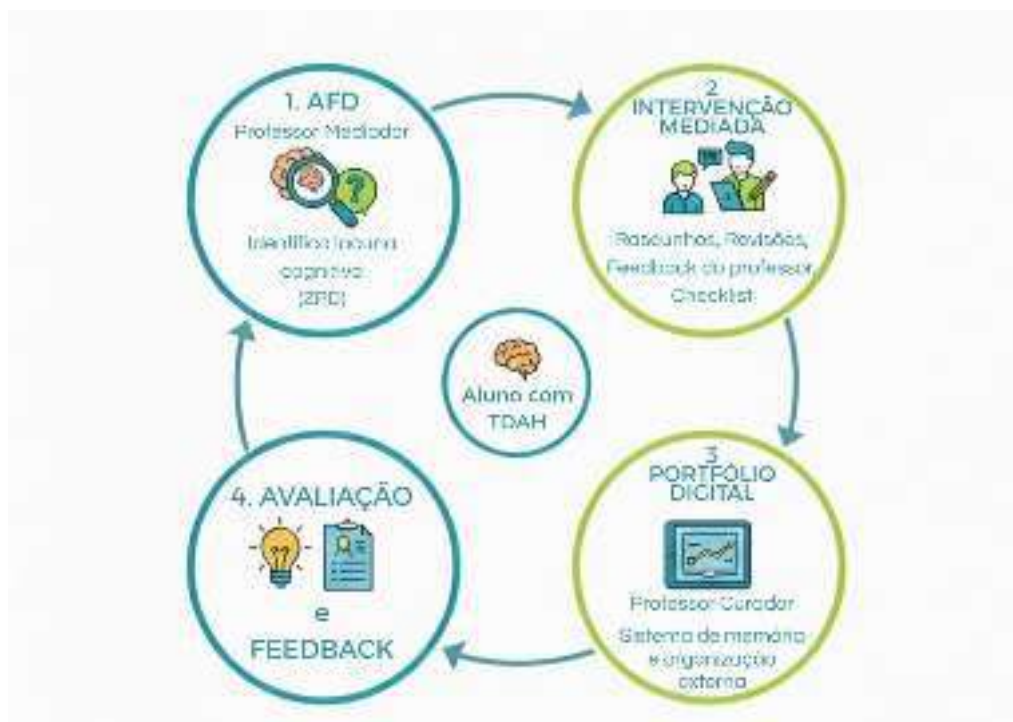 1. AFD
Professor Mediador
Identifica lacuna
cognitiva
(ZPD)
2
INTERVENÇÃO
MEDIADA
Rascunhos, Revisões,
Feedback do professor,
Checklist
Aluno com
TDAH
3
PORTFÓLIO
DIGITAL
Professor Curador
Sistema de memória
e organização
externa
4. AVALIAÇÃO
e
FEEDBACK